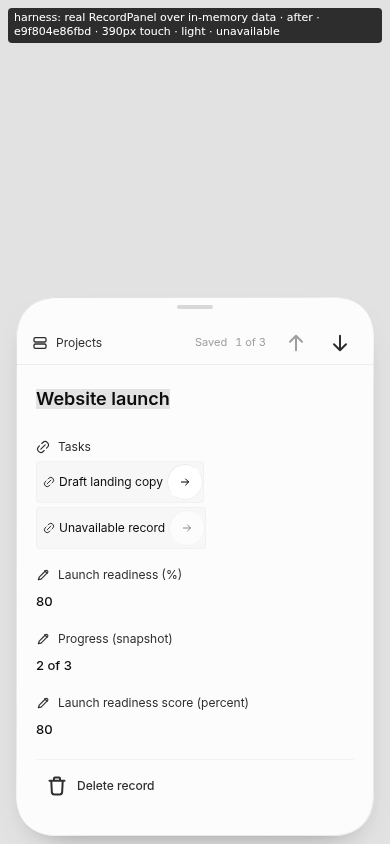 harness: real RecordPanel over in-memory data · after ·
e9f804e86fbd · 390px touch · light · unavailable
Projects
Saved 1 of 3
Website launch
Tasks
Draft landing copy
Unavailable record
Launch readiness (%)
80
Progress (snapshot)
2 of 3
Launch readiness score (percent)
80
Delete record